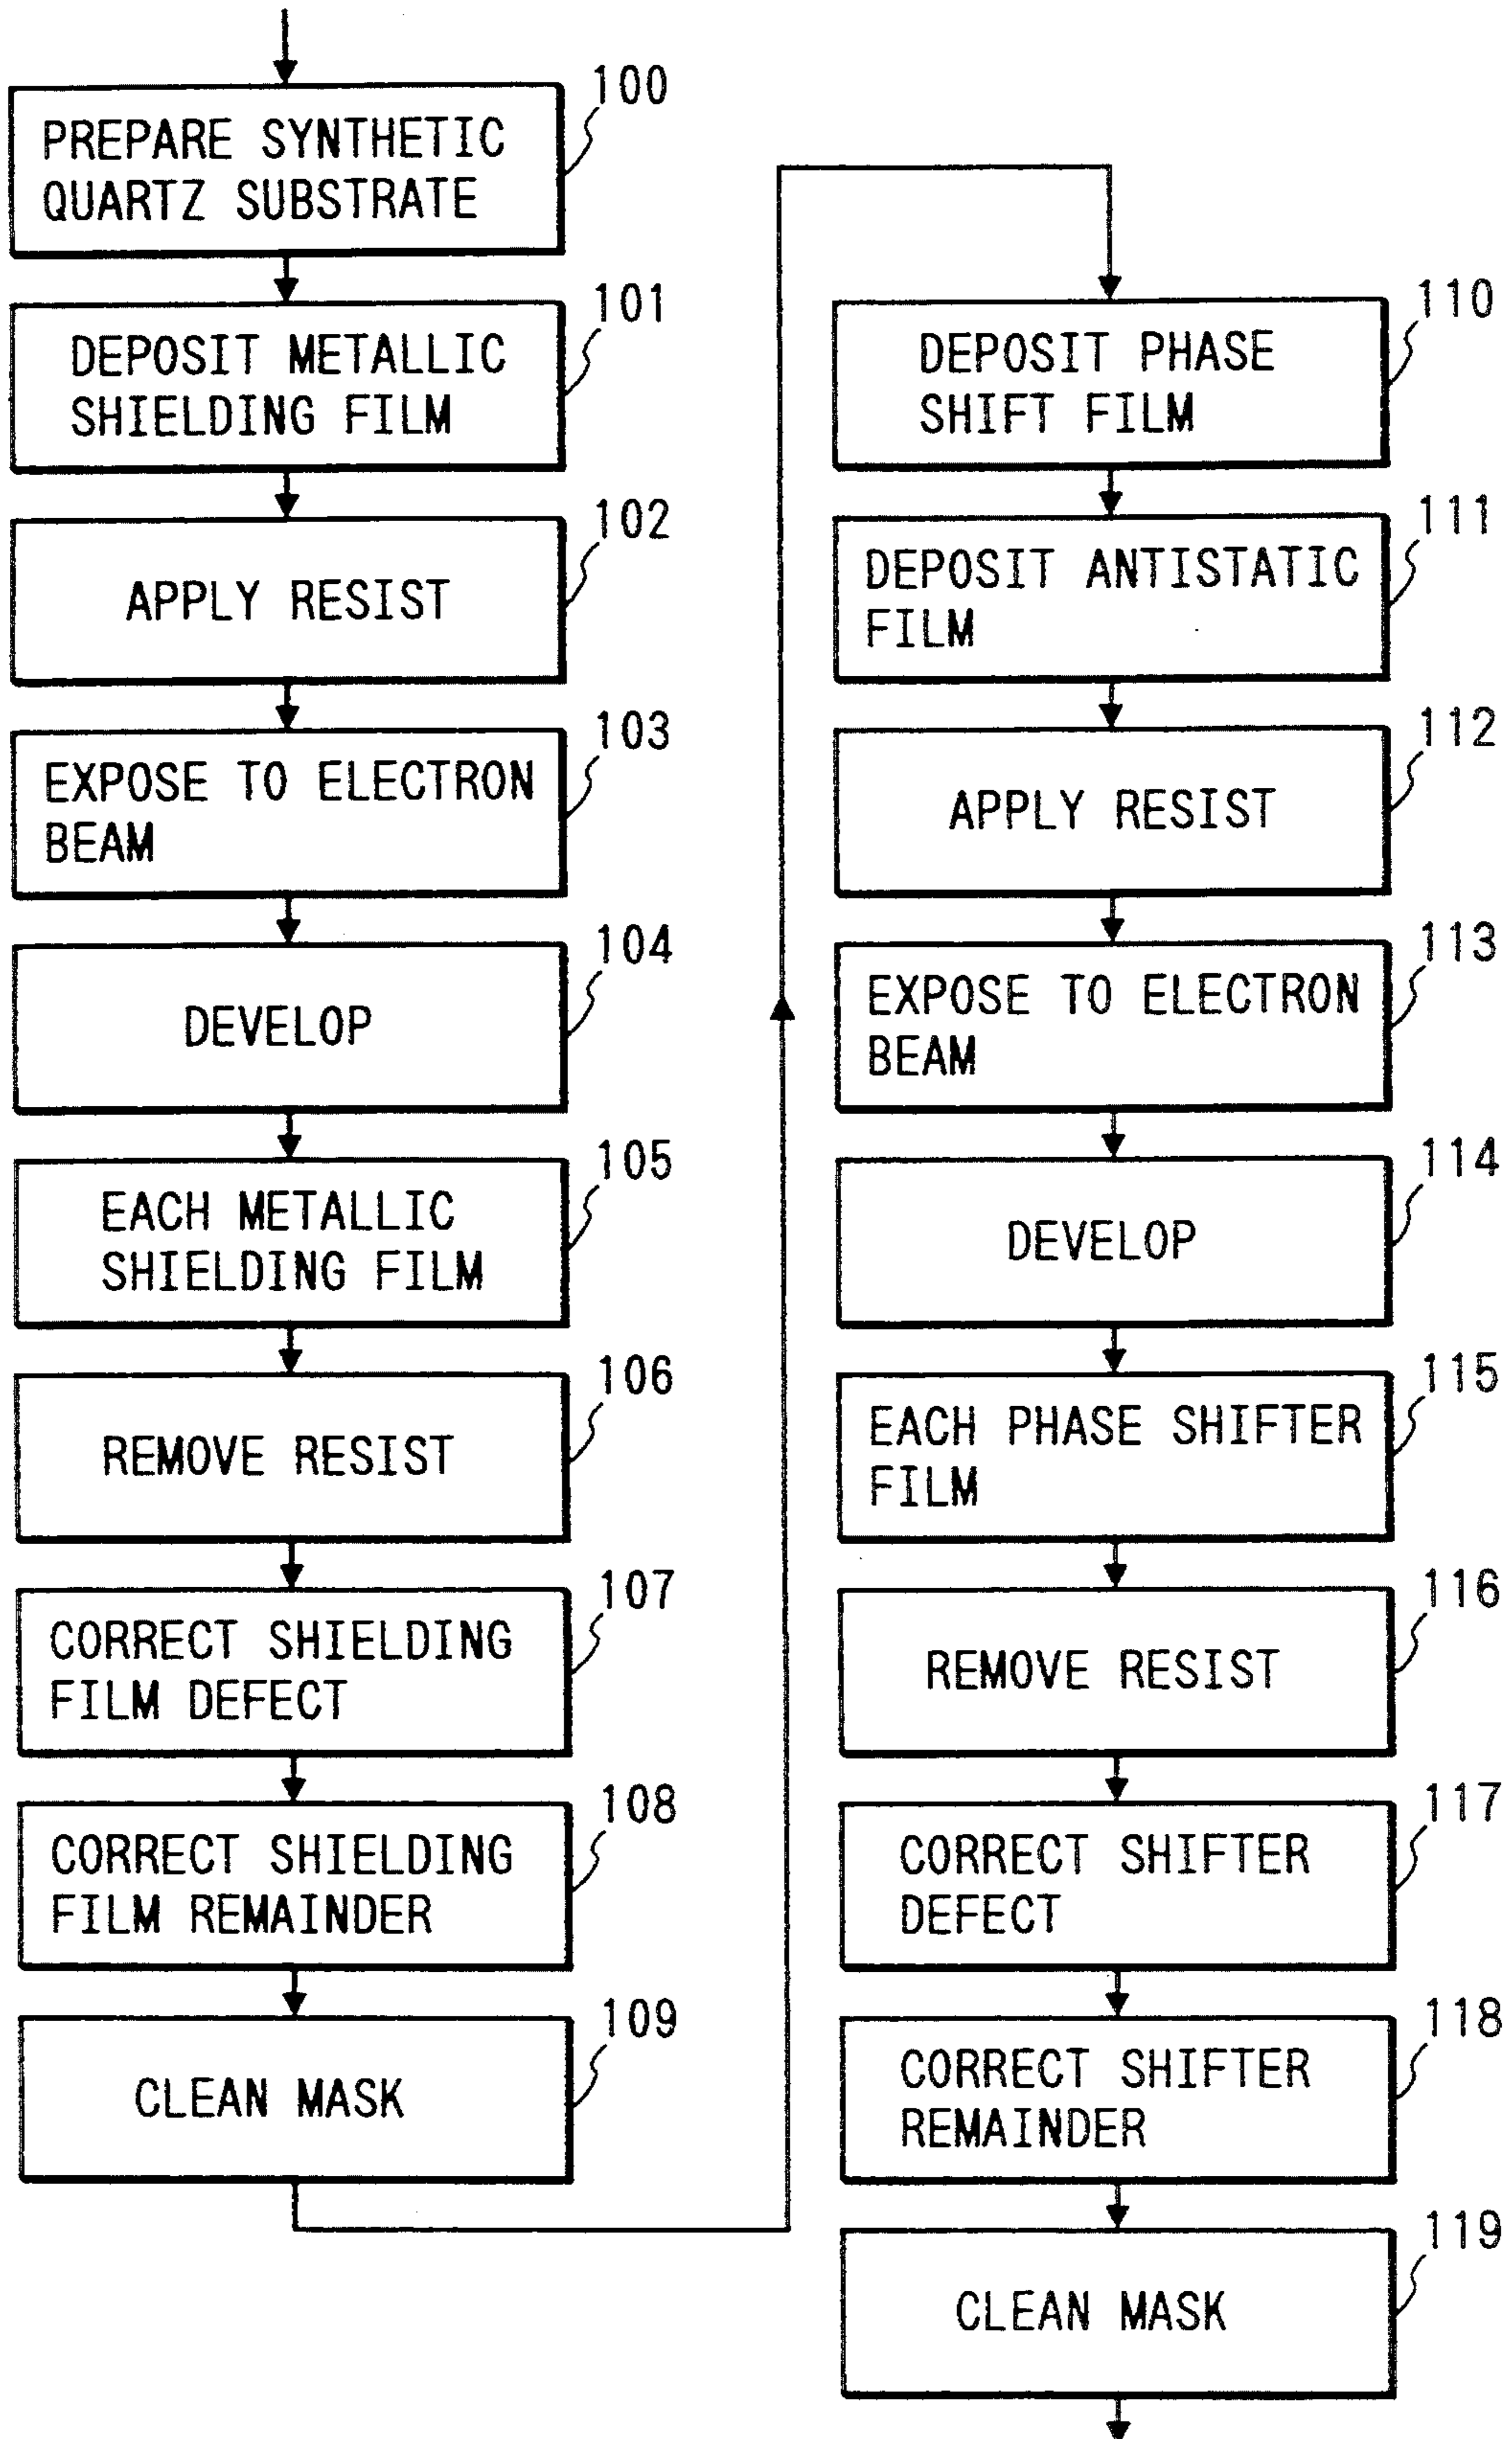 100
PREPARE SYNTHETIC
QUARTZ SUBSTRATE
101
DEPOSIT METALLIC
SHIELDING FILM
102
APPLY RESIST
103
EXPOSE TO ELECTRON
BEAM
104
DEVELOP
105
EACH METALLIC
SHIELDING FILM
106
REMOVE RESIST
107
CORRECT SHIELDING
FILM DEFECT
108
CORRECT SHIELDING
FILM REMAINDER
109
CLEAN MASK
110
DEPOSIT PHASE
SHIFT FILM
111
DEPOSIT ANTISTATIC
FILM
112
APPLY RESIST
113
EXPOSE TO ELECTRON
BEAM
114
DEVELOP
115
EACH PHASE SHIFTER
FILM
116
REMOVE RESIST
117
CORRECT SHIFTER
DEFECT
118
CORRECT SHIFTER
REMAINDER
119
CLEAN MASK